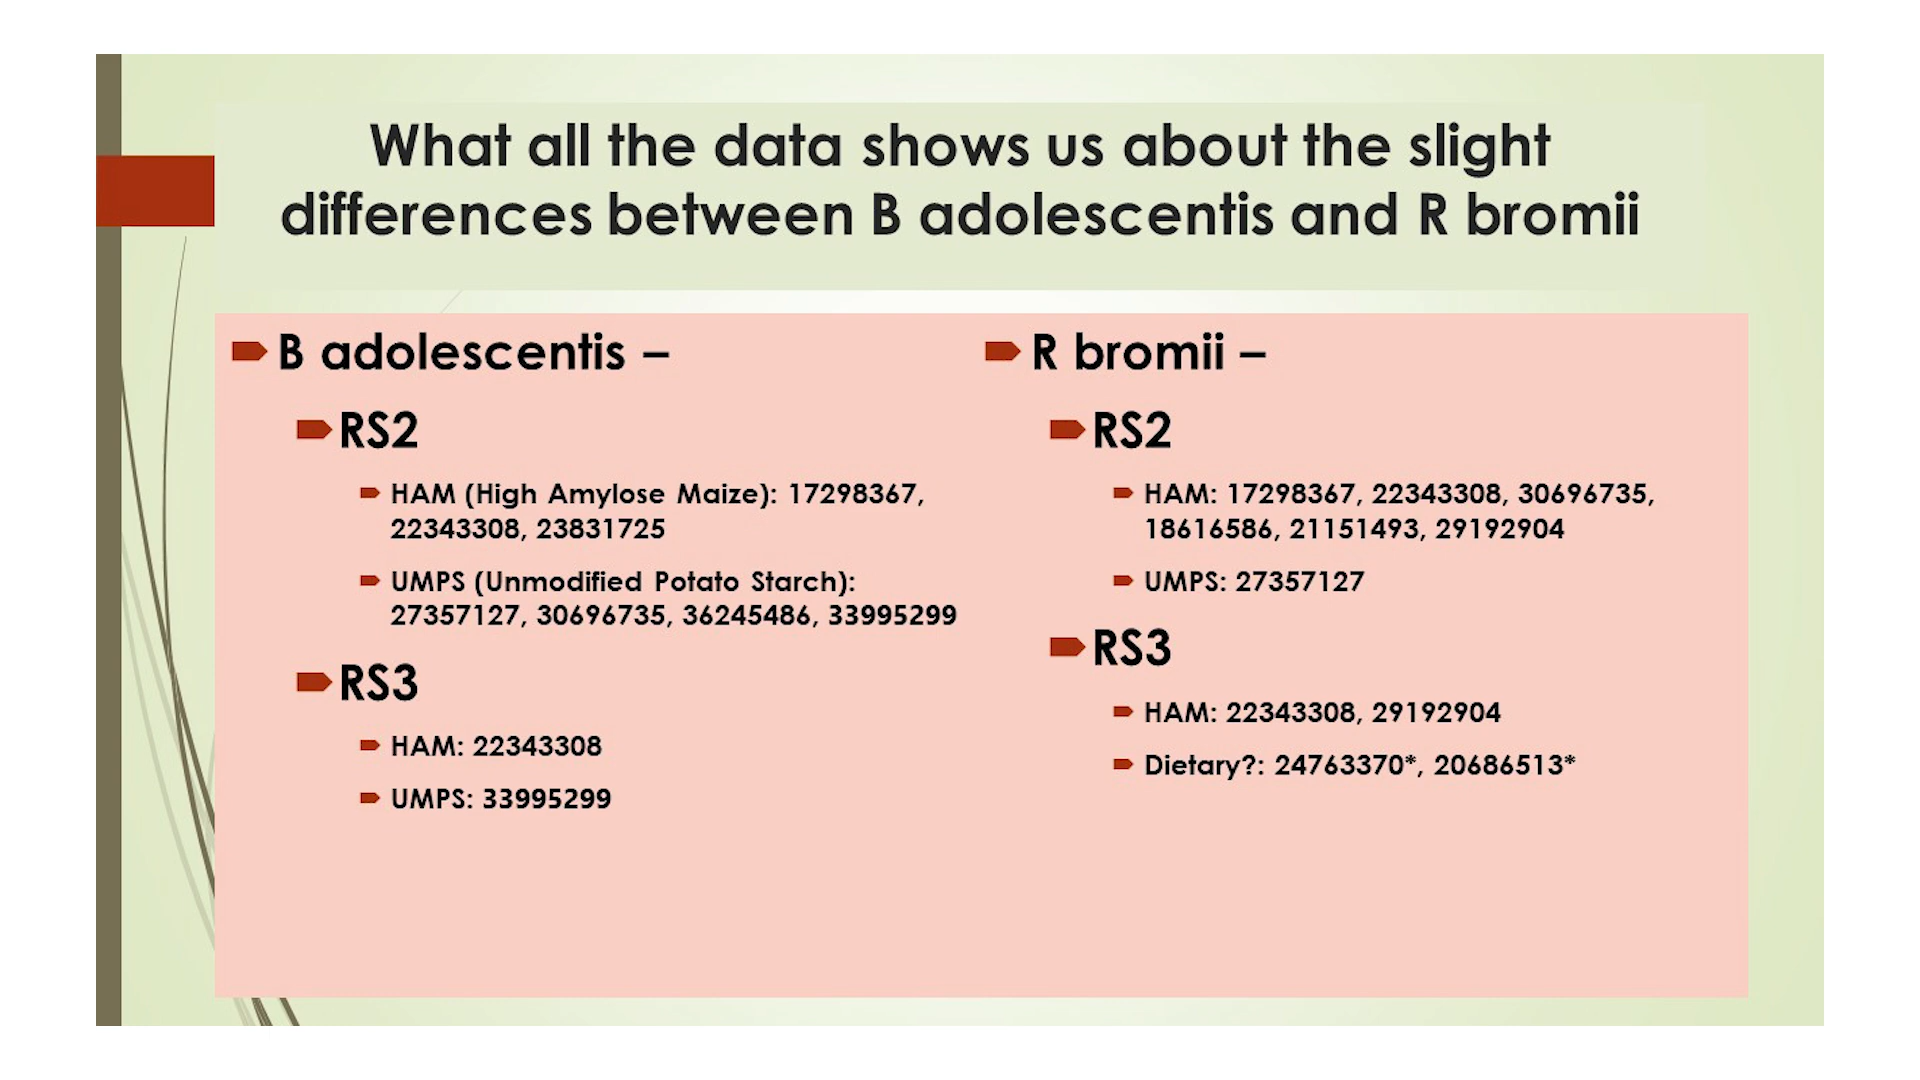 What all the data shows us about the slight
differences between B adolescentis and R bromii
B adolescentis –
RS2
HAM (High Amylose Maize): 17298367,
22343308, 23831725
UMPS (Unmodified Potato Starch):
27357127, 30696735, 36245486, 33995299
RS3
HAM: 22343308
UMPS: 33995299
R bromii –
RS2
HAM: 17298367, 22343308, 30696735,
18616586, 21151493, 29192904
UMPS: 27357127
RS3
HAM: 22343308, 29192904
Dietary?: 24763370*, 20686513*